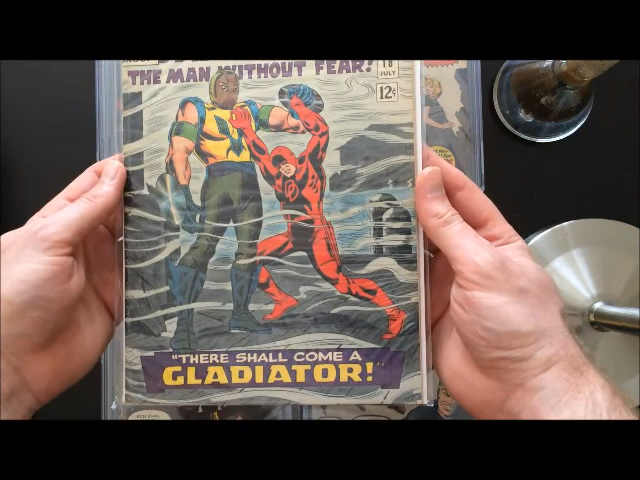 THE MAN WITHOUT FEAR!
18
JULY
12¢
"THERE SHALL COME A
GLADIATOR!"